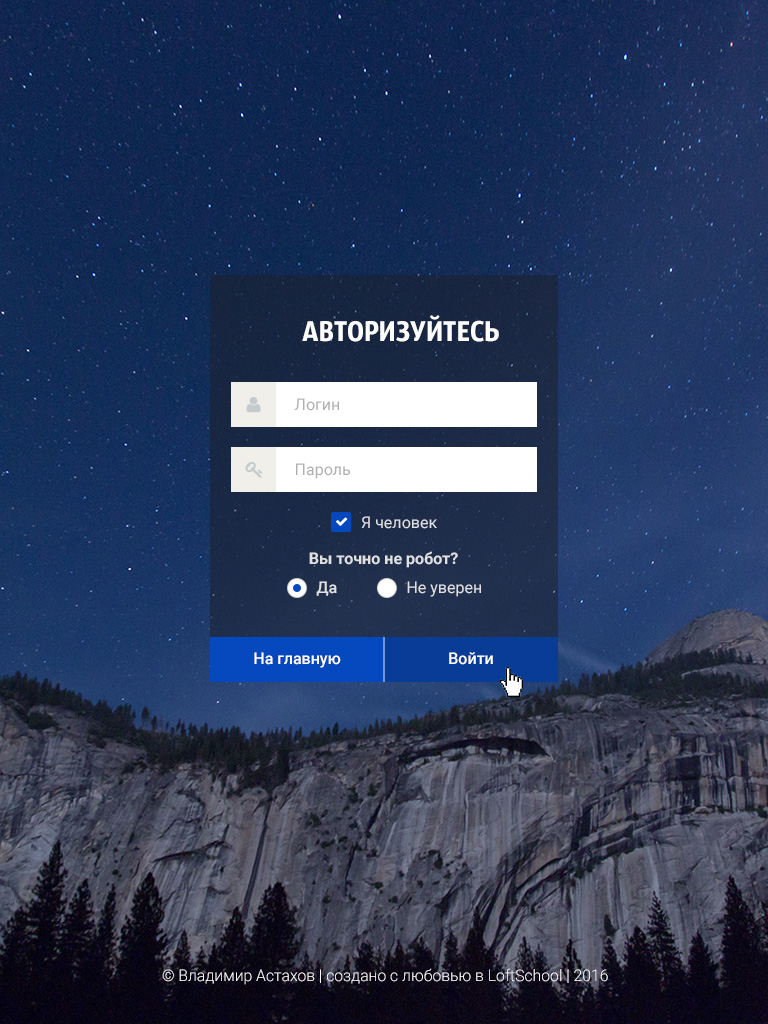 АВТОРИЗУЙТЕСЬ
Логин
Пароль
Я человек
Вы точно не робот?
Да Не уверен
На главную Войти
© Владимир Астахов | создано с любовью в LoftSchool | 2016